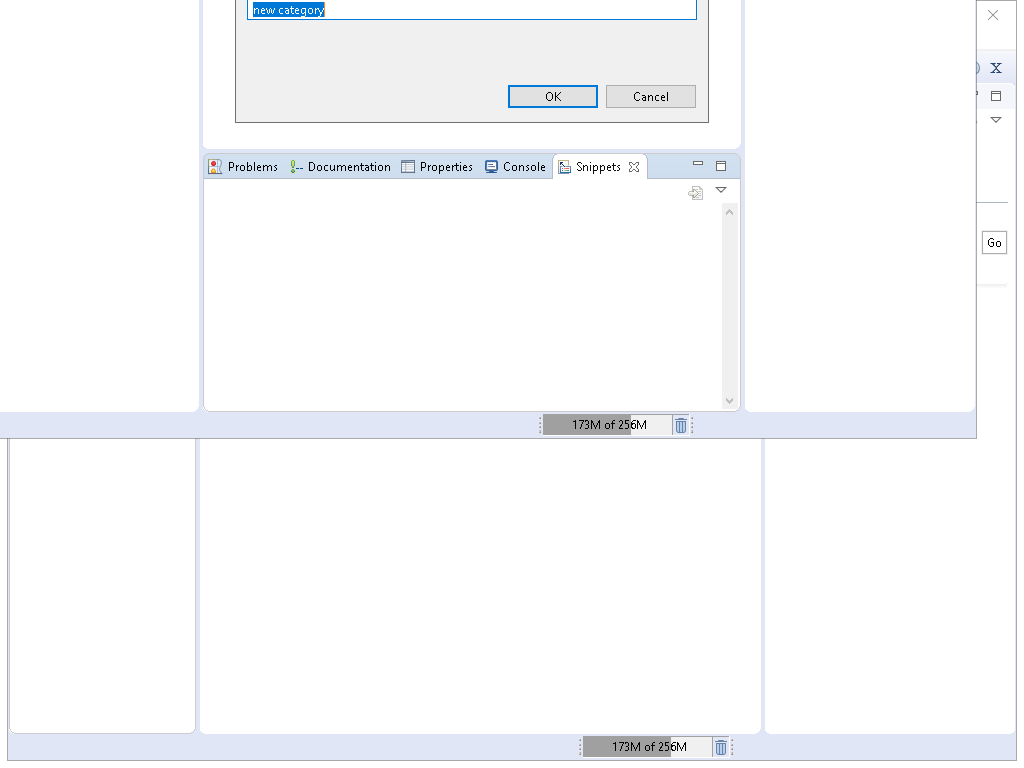 new category
OK Cancel
X
Problems Documentation Properties Console Snippets
Go
173M of 256M
173M of 256M